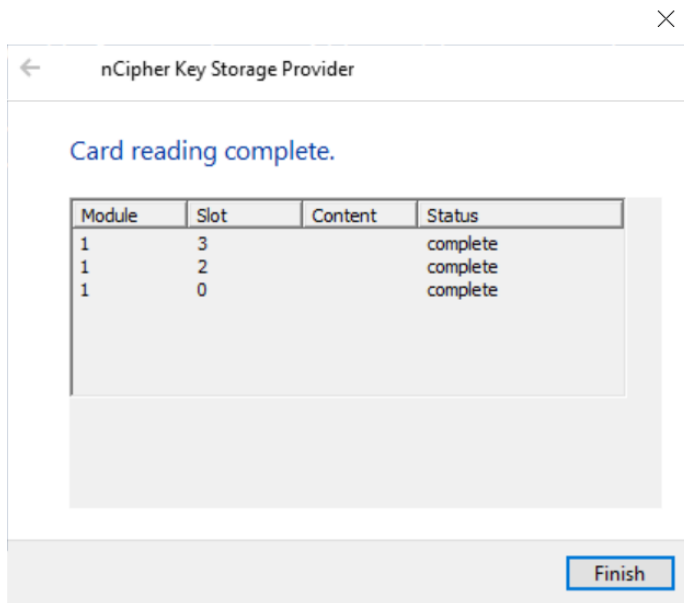 nCipher Key Storage Provider
Card reading complete.
Module Slot Content Status
1 3 complete
1 2 complete
1 0 complete
Finish